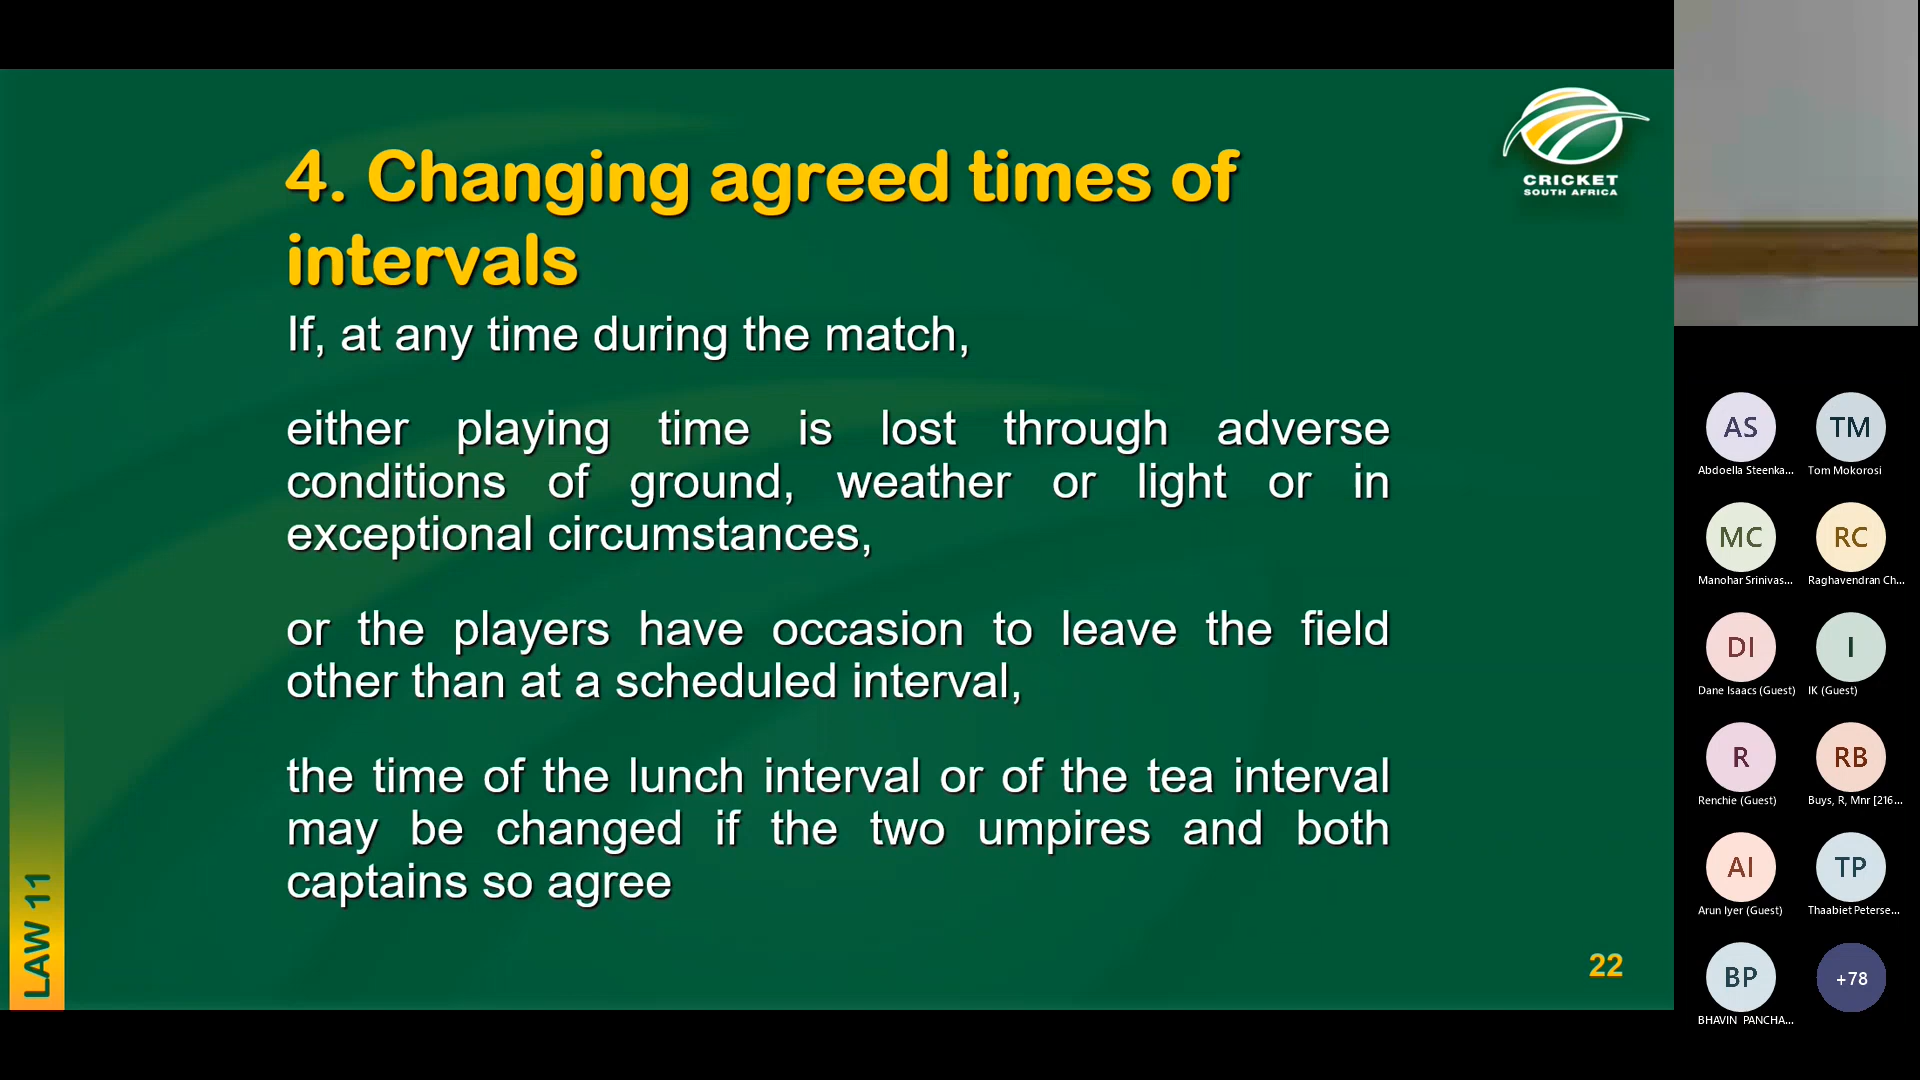 4. Changing agreed times of
intervals
If, at any time during the match,
either playing time is lost through adverse
conditions of ground, weather or light or in
exceptional circumstances,
or the players have occasion to leave the field
other than at a scheduled interval,
the time of the lunch interval or of the tea interval
may be changed if the two umpires and both
captains so agree
LAW 11
22
CRICKET
SOUTH AFRICA
AS
TM
Abdoella Steenka...
Tom Mokorosi
MC
RC
Manohar Srinivas...
Raghavendran Ch...
DI
I
Dane Isaacs (Guest)
IK (Guest)
R
RB
Renchie (Guest)
Buys, R, Mnr [216...
AI
TP
Arun Iyer (Guest)
Thaabiet Peterse...
BP
+78
BHAVIN PANCHA...